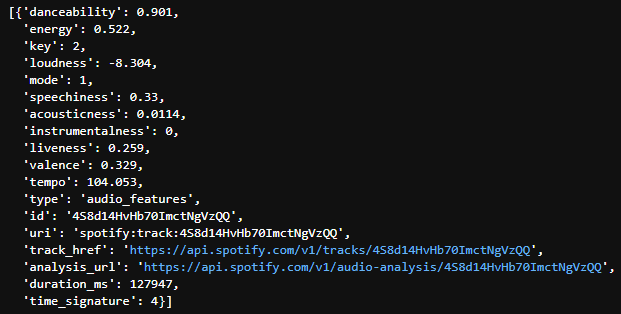 [{'danceability': 0.901,
'energy': 0.522,
'key': 2,
'loudness': -8.304,
'mode': 1,
'speechiness': 0.33,
'acousticness': 0.0114,
'instrumentalness': 0,
'liveness': 0.259,
'valence': 0.329,
'tempo': 104.053,
'type': 'audio_features',
'id': '4S8d14HvHb70ImctNgVzQQ',
'uri': 'spotify:track:4S8d14HvHb70ImctNgVzQQ',
'track_href': 'https://api.spotify.com/v1/tracks/4S8d14HvHb70ImctNgVzQQ',
'analysis_url': 'https://api.spotify.com/v1/audio-analysis/4S8d14HvHb70ImctNgVzQQ',
'duration_ms': 127947,
'time_signature': 4}]